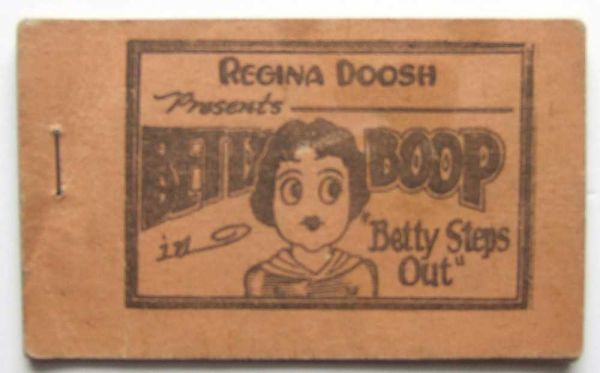 REGINA DOOSH
Presents
BETTY BOOP
in
"Betty Steps
Out"